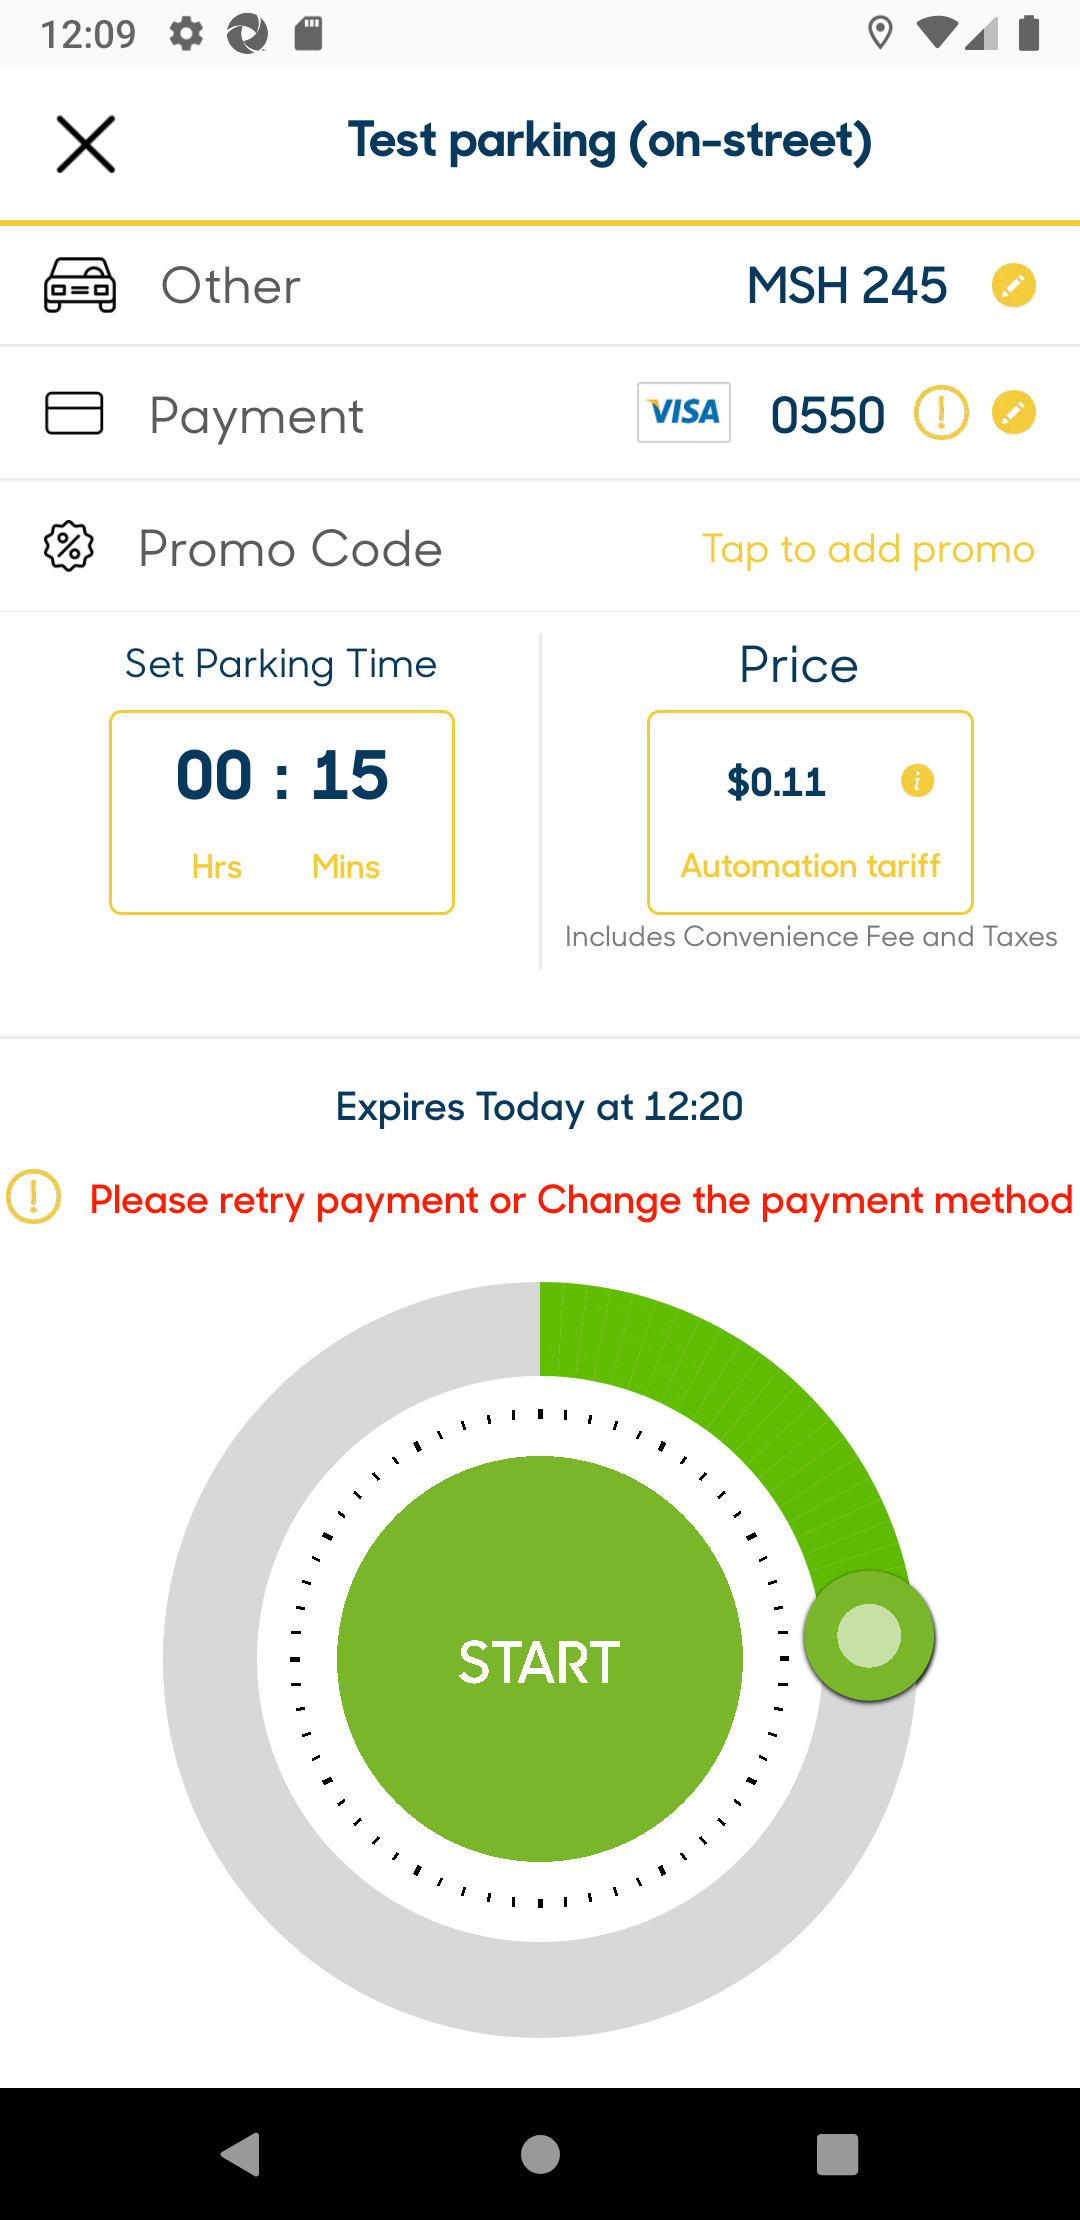 12:09
Test parking (on-street)
Other MSH 245
Payment VISA 0550
Promo Code Tap to add promo
Set Parking Time
00 : 15
Hrs Mins
Price
$0.11
Automation tariff
Includes Convenience Fee and Taxes
Expires Today at 12:20
Please retry payment or Change the payment method
START